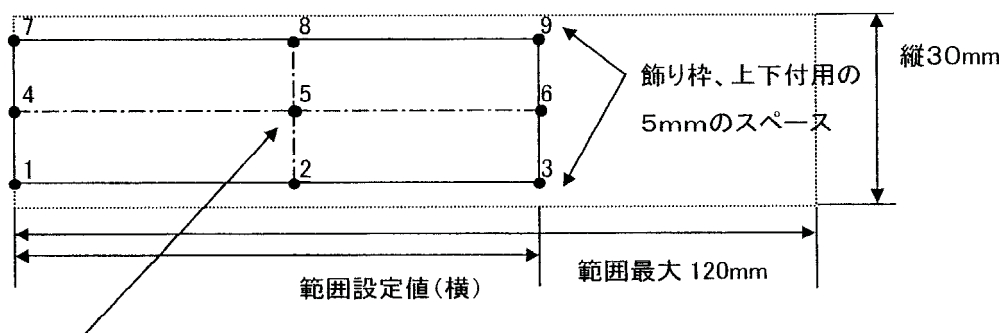 7 8 9
縦30mm
飾り枠、上下付用の
4 5 6
5mmのスペース
1 2 3
範囲最大 120mm
範囲設定値(横)